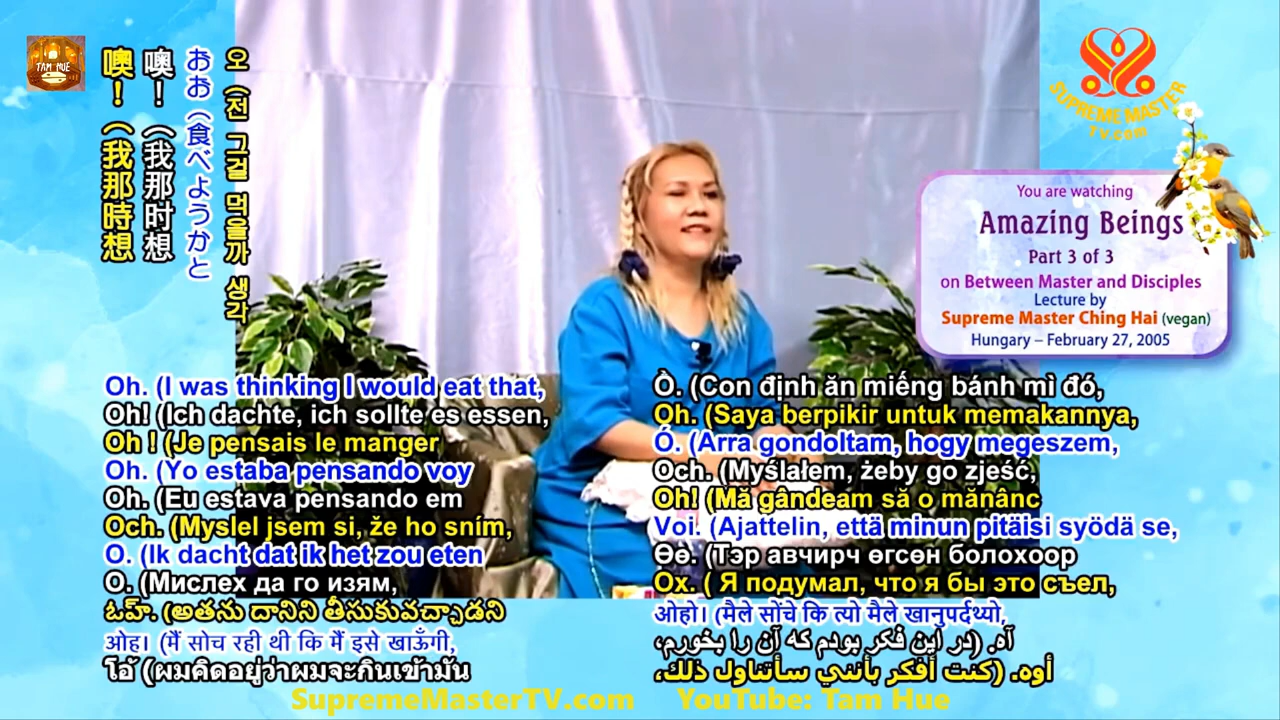 TAM HUE
噢！（我那時想
噢！（我那时想
おお（食べようかと
오 (전 그걸 먹을까 생각
SUPREME MASTER
TV.com
You are watching
Amazing Beings
Part 3 of 3
on Between Master and Disciples
Lecture by
Supreme Master Ching Hai (vegan)
Hungary – February 27, 2005
Oh. (I was thinking I would eat that,
Oh! (Ich dachte, ich sollte es essen,
Oh ! (Je pensais le manger
Oh. (Yo estaba pensando voy
Oh. (Eu estava pensando em
Och. (Myslel jsem si, že ho sním,
O. (Ik dacht dat ik het zou eten
О. (Мислех да го изям,
ఓహ్. (అతను దానిని తీసుకువచ్చాడని
ओह। (मैं सोच रही थी कि मैं इसे खाऊँगी,
โอ้ (ผมคิดอยู่ว่าผมจะกินเข้ามัน
Ồ. (Con định ăn miếng bánh mì đó,
Oh. (Saya berpikir untuk memakannya,
Ó. (Arra gondoltam, hogy megeszem,
Och. (Myślałem, żeby go zjeść,
Oh! (Mă gândeam să o mănânc
Voi. (Ajattelin, että minun pitäisi syödä se,
Өө. (Тэр авчирч өгсөн болохоор
Ох. ( Я подумал, что я бы это съел,
ओहो। (मैले सोंचे कि त्यो मैले खानुपर्दथ्यो,
آه. (در این فکر بودم که آن را بخورم،
أوه. (كنت أفكر بأنني سأتناول ذلك،
SupremeMasterTV.com
YouTube: Tam Hue